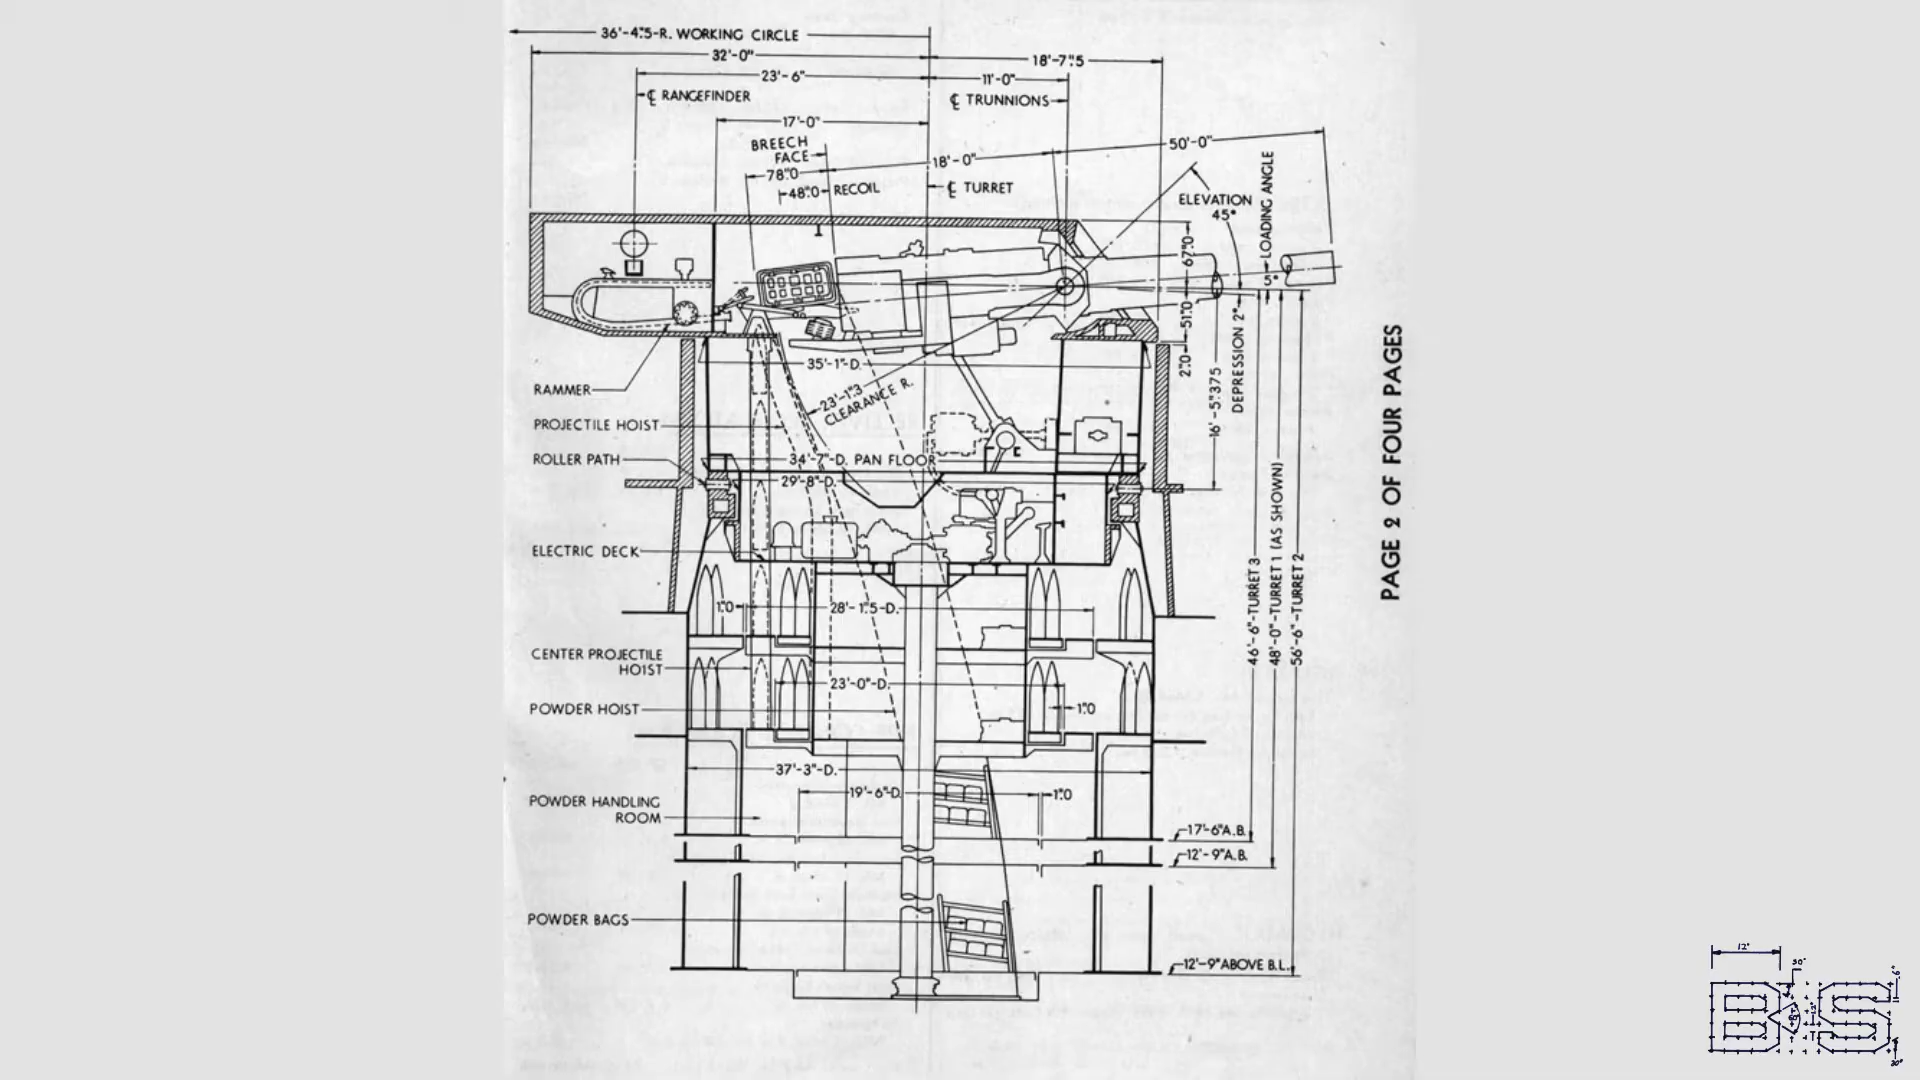 36'-4."5-R. WORKING CIRCLE
32'-0"
18'-7."5
23'-6"
11'-0"
℄ RANGEFINDER
℄ TRUNNIONS
17'-0"
50'-0"
BREECH
FACE
18'-0"
78."0
48."0 RECOIL
℄ TURRET
ELEVATION
45°
LOADING ANGLE
5°
67."0
51."0
2."0
DEPRESSION 2°
16'-5."375
35'-1"-D.
23'-1."3
CLEARANCE R.
RAMMER
PROJECTILE HOIST
ROLLER PATH
34'-7"-D. PAN FLOOR
29'-8"-D.
ELECTRIC DECK
1."0
28'-1."5-D.
CENTER PROJECTILE
HOIST
23'-0"-D.
POWDER HOIST
1."0
37'-3"-D.
19'-6"-D.
1."0
POWDER HANDLING
ROOM
17'-6"A.B.
12'-9"A.B.
POWDER BAGS
12'-9"ABOVE B.L.
46'-6"-TURRET 3
48'-0"-TURRET 1 (AS SHOWN)
56'-6"-TURRET 2
PAGE 2 OF FOUR PAGES
12"
30°
B S